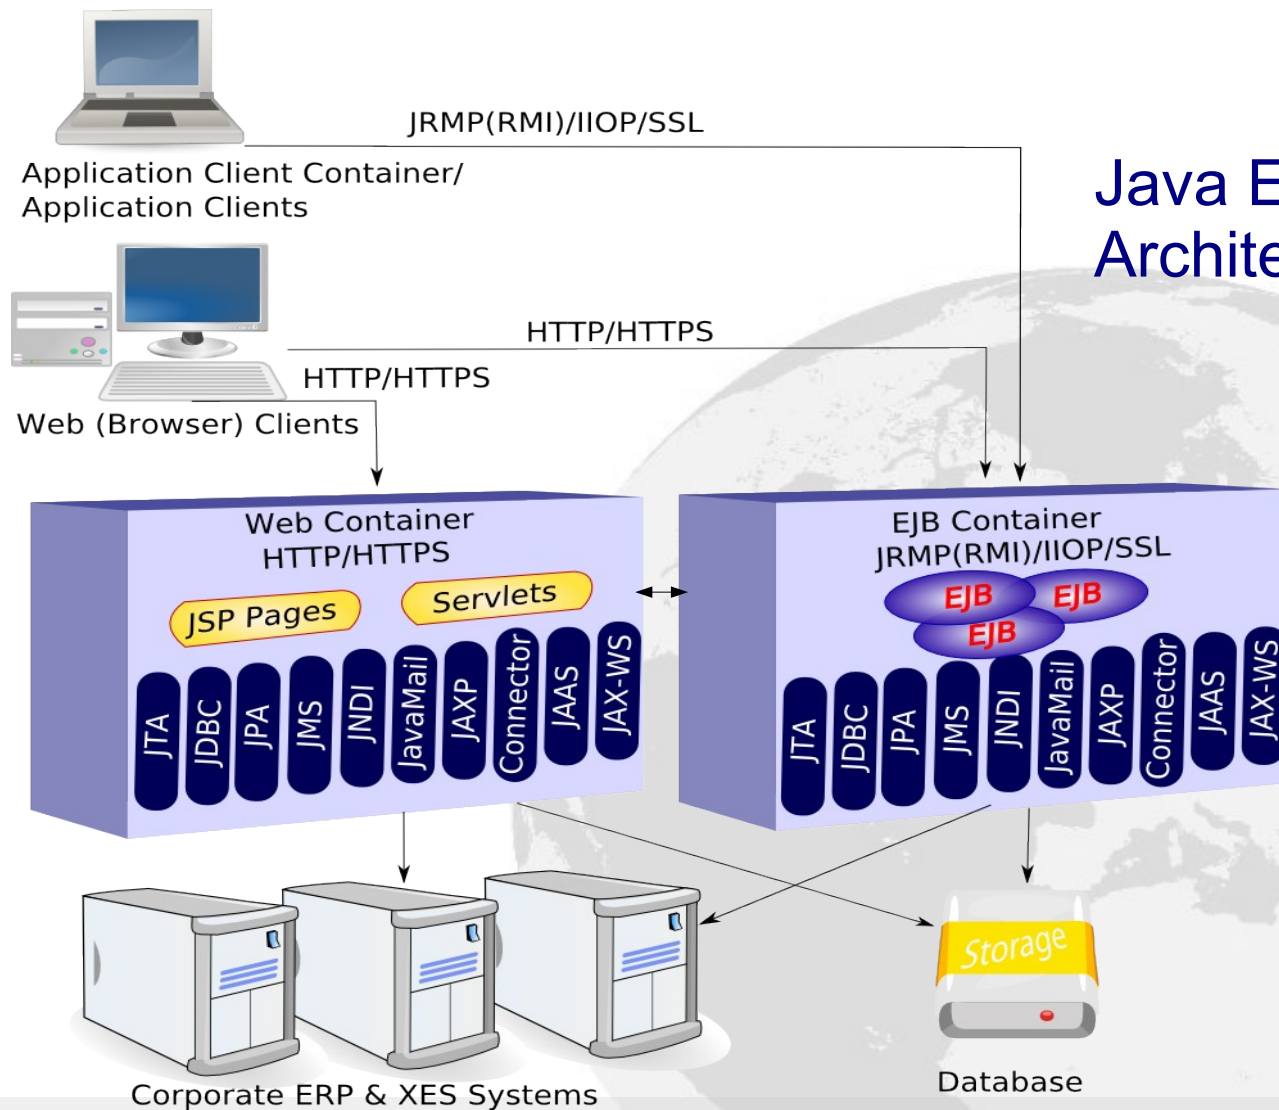 JRMP(RMI)/IIOP/SSL
Application Client Container/
Application Clients
Java E
Archite
HTTP/HTTPS
HTTP/HTTPS
Web (Browser) Clients
Web Container
HTTP/HTTPS
JSP Pages
Servlets
JTA
JDBC
JPA
JMS
JNDI
JavaMail
JAXP
Connector
JAAS
JAX-WS
EJB Container
JRMP(RMI)/IIOP/SSL
EJB
EJB
EJB
JTA
JDBC
JPA
JMS
JNDI
JavaMail
JAXP
Connector
JAAS
JAX-WS
Storage
Corporate ERP & XES Systems
Database